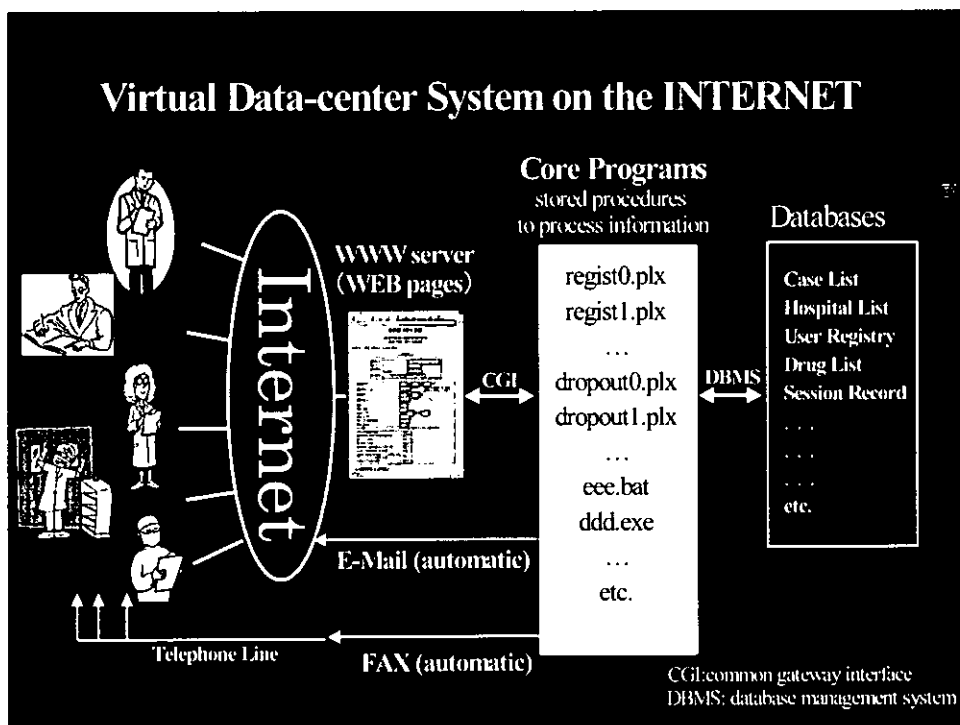 Virtual Data-center System on the INTERNET
Core Programs
stored procedures
to process information
Databases
WWW server
(WEB pages)
Internet
regist0.plx
regist1.plx
...
dropout0.plx
dropout1.plx
...
eee.bat
ddd.exe
...
etc.
CGI
DBMS
Case List
Hospital List
User Registry
Drug List
Session Record
. . .
. . .
. . .
etc.
E-Mail (automatic)
Telephone Line
FAX (automatic)
CGI:common gateway interface
DBMS: database management system